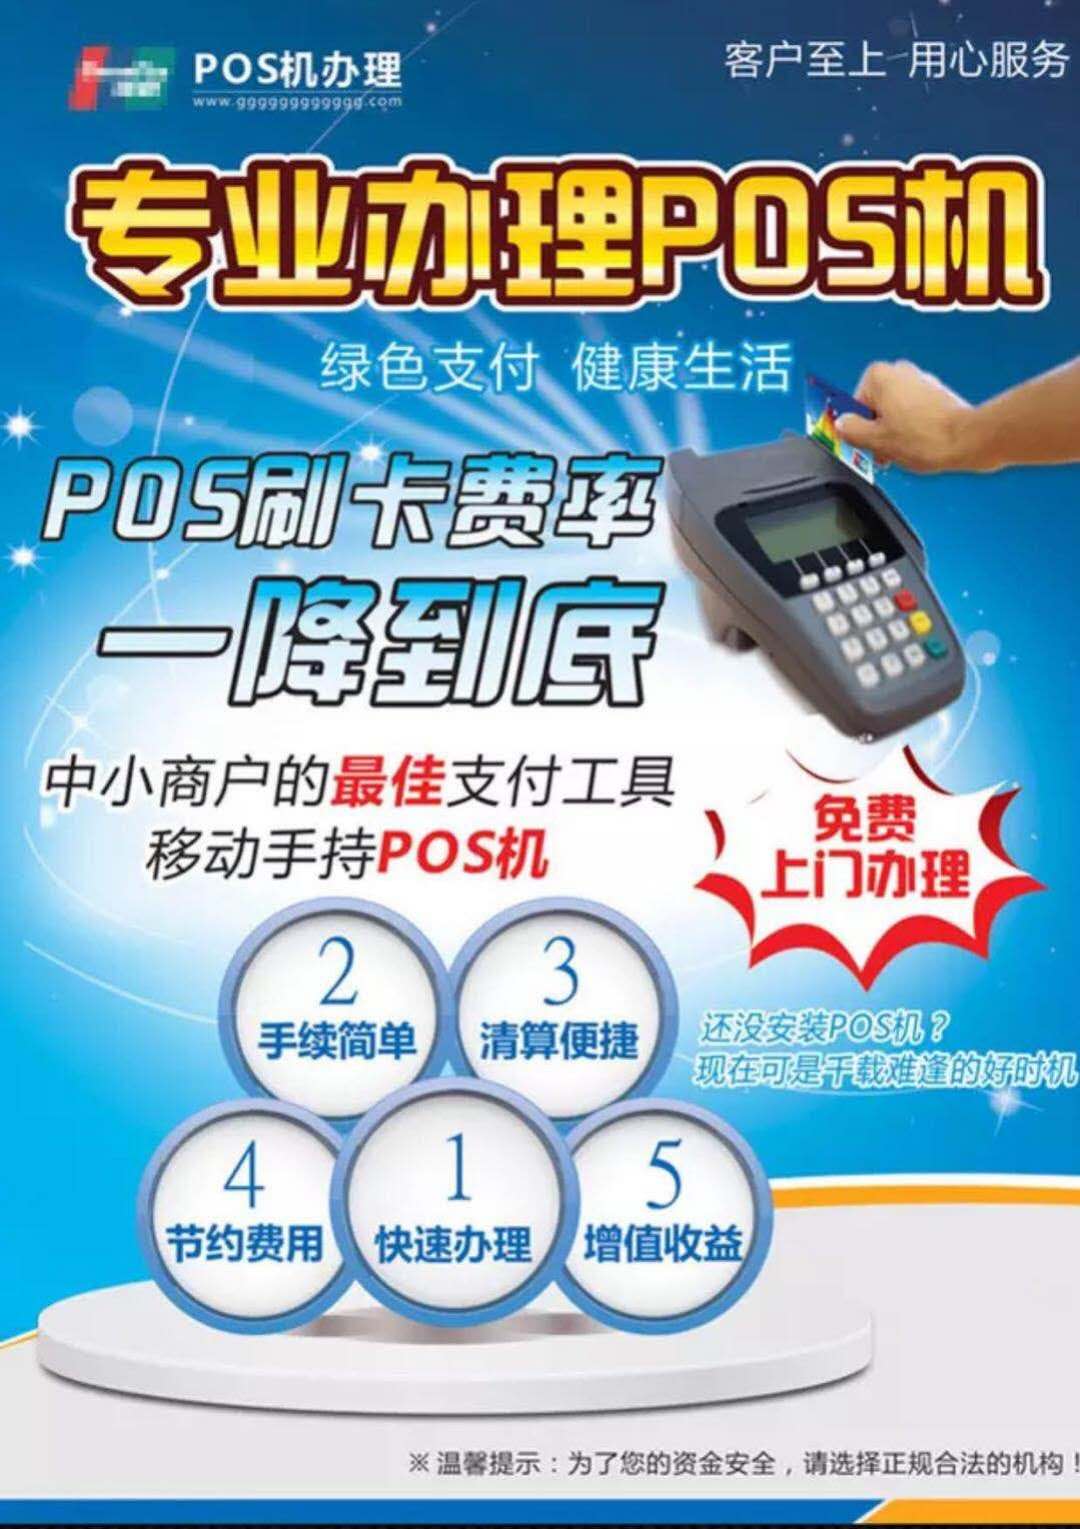 POS机办理
www.ggggggggggggg.com
客户至上 用心服务
专业办理POS机
绿色支付 健康生活
POS刷卡费率
一降到底
中小商户的最佳支付工具
移动手持POS机
免费
上门办理
还没安装POS机？
现在可是千载难逢的好时机
2
手续简单
3
清算便捷
4
节约费用
1
快速办理
5
增值收益
※ 温馨提示：为了您的资金安全，请选择正规合法的机构！